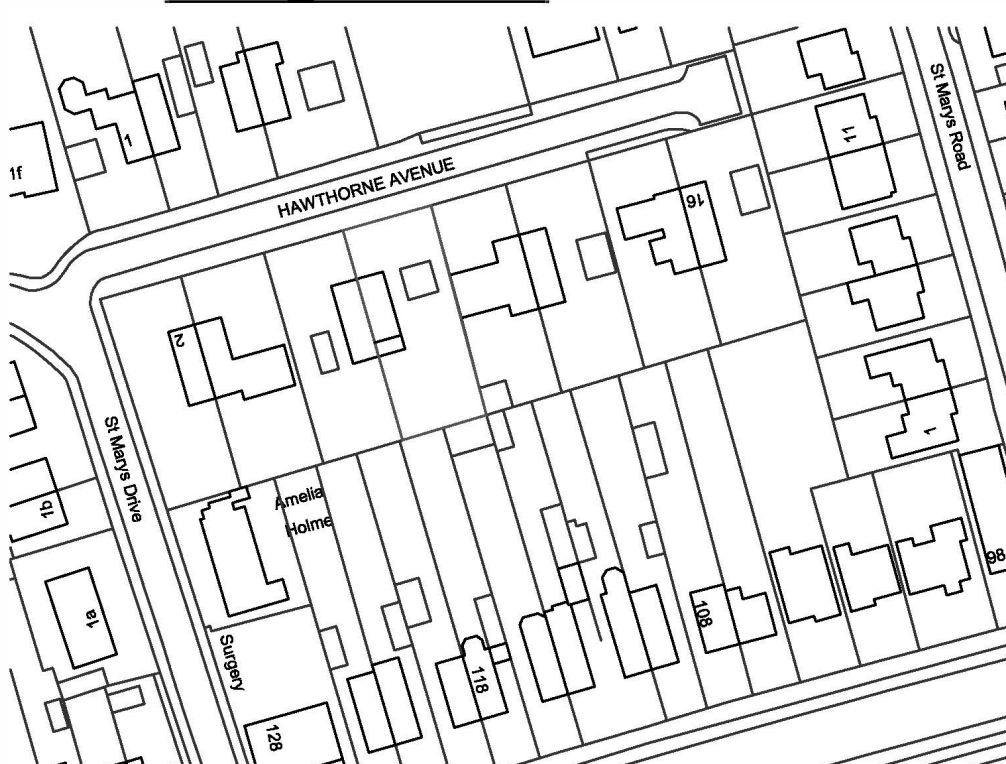 1
1f
HAWTHORNE AVENUE
16
11
St Marys Road
2
St Marys Drive
1
Amelia
Holme
1b
1a
Surgery
98
108
118
128